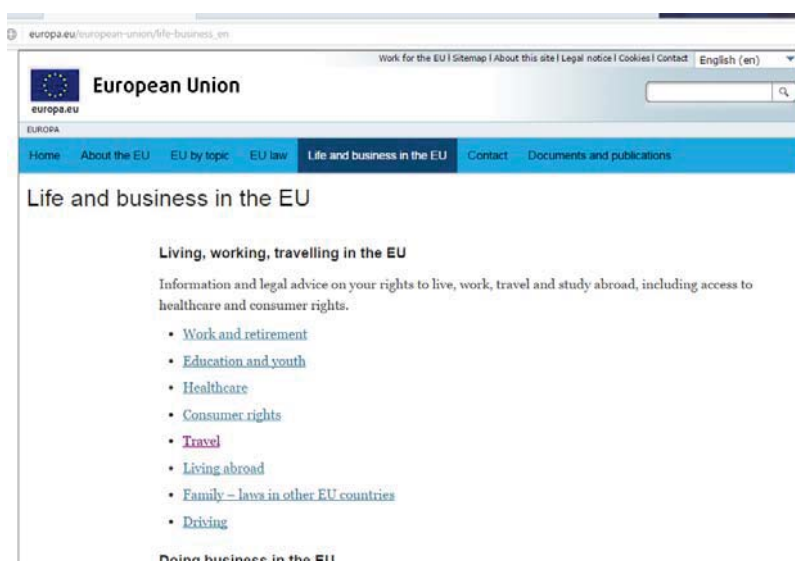 europa.eu/european-union/life-business_en
Work for the EU | Sitemap | About this site | Legal notice | Cookies | Contact English (en)
European Union
europa.eu
EUROPA
Home About the EU EU by topic EU law Life and business in the EU Contact Documents and publications
Life and business in the EU
Living, working, travelling in the EU
Information and legal advice on your rights to live, work, travel and study abroad, including access to
healthcare and consumer rights.
• Work and retirement
• Education and youth
• Healthcare
• Consumer rights
• Travel
• Living abroad
• Family – laws in other EU countries
• Driving
Doing business in the EU